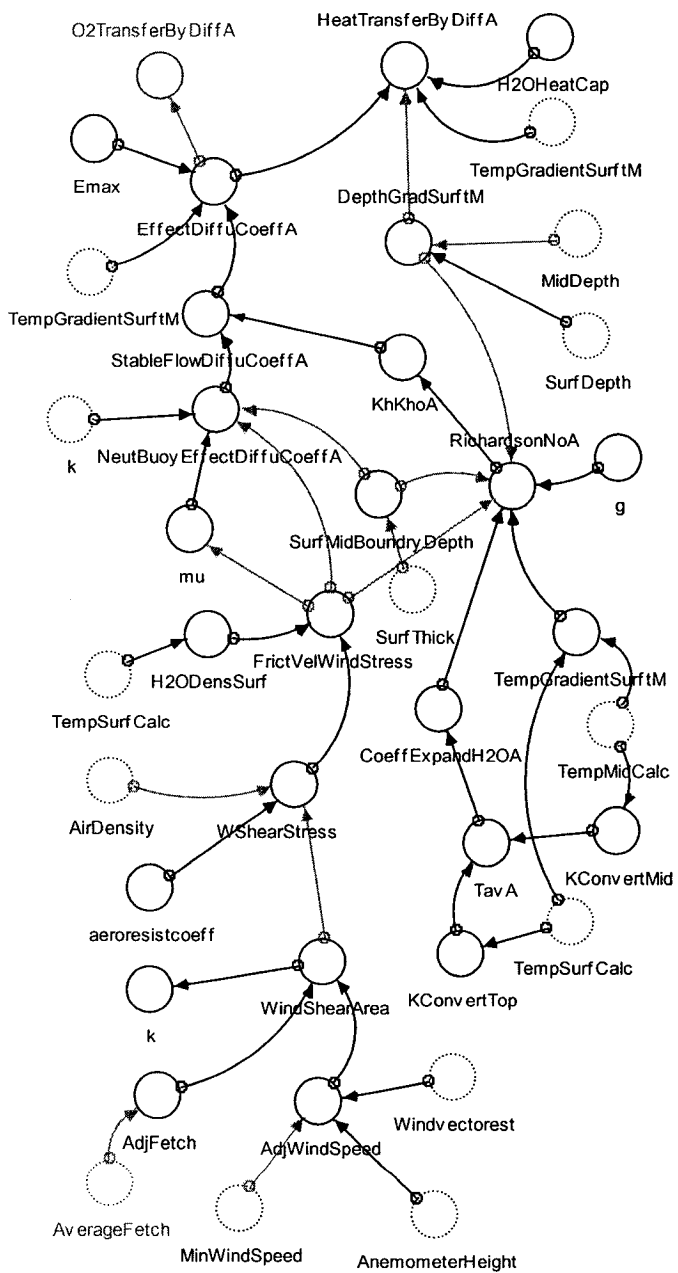 HeatTransferByDiffA
O2TransferByDiffA
H2OHeatCap
TempGradientSurftM
Emax
DepthGradSurftM
EffectDiffuCoeffA
MidDepth
TempGradientSurftM
StableFlowDiffuCoeffA
SurfDepth
KhKhoA
RichardsonNoA
NeutBuoyEffectDiffuCoeffA
k
g
SurfMidBoundryDepth
mu
SurfThick
FrictVelWindStress
H2ODensSurf
TempGradientSurftM
TempSurfCalc
CoeffExpandH2OA
TempMidCalc
AirDensity
WShearStress
KConvertMid
TavA
aeroresistcoeff
TempSurfCalc
KConvertTop
WindShearArea
k
Windvectorest
AdjFetch
AdjWindSpeed
AverageFetch
MinWindSpeed
AnemometerHeight